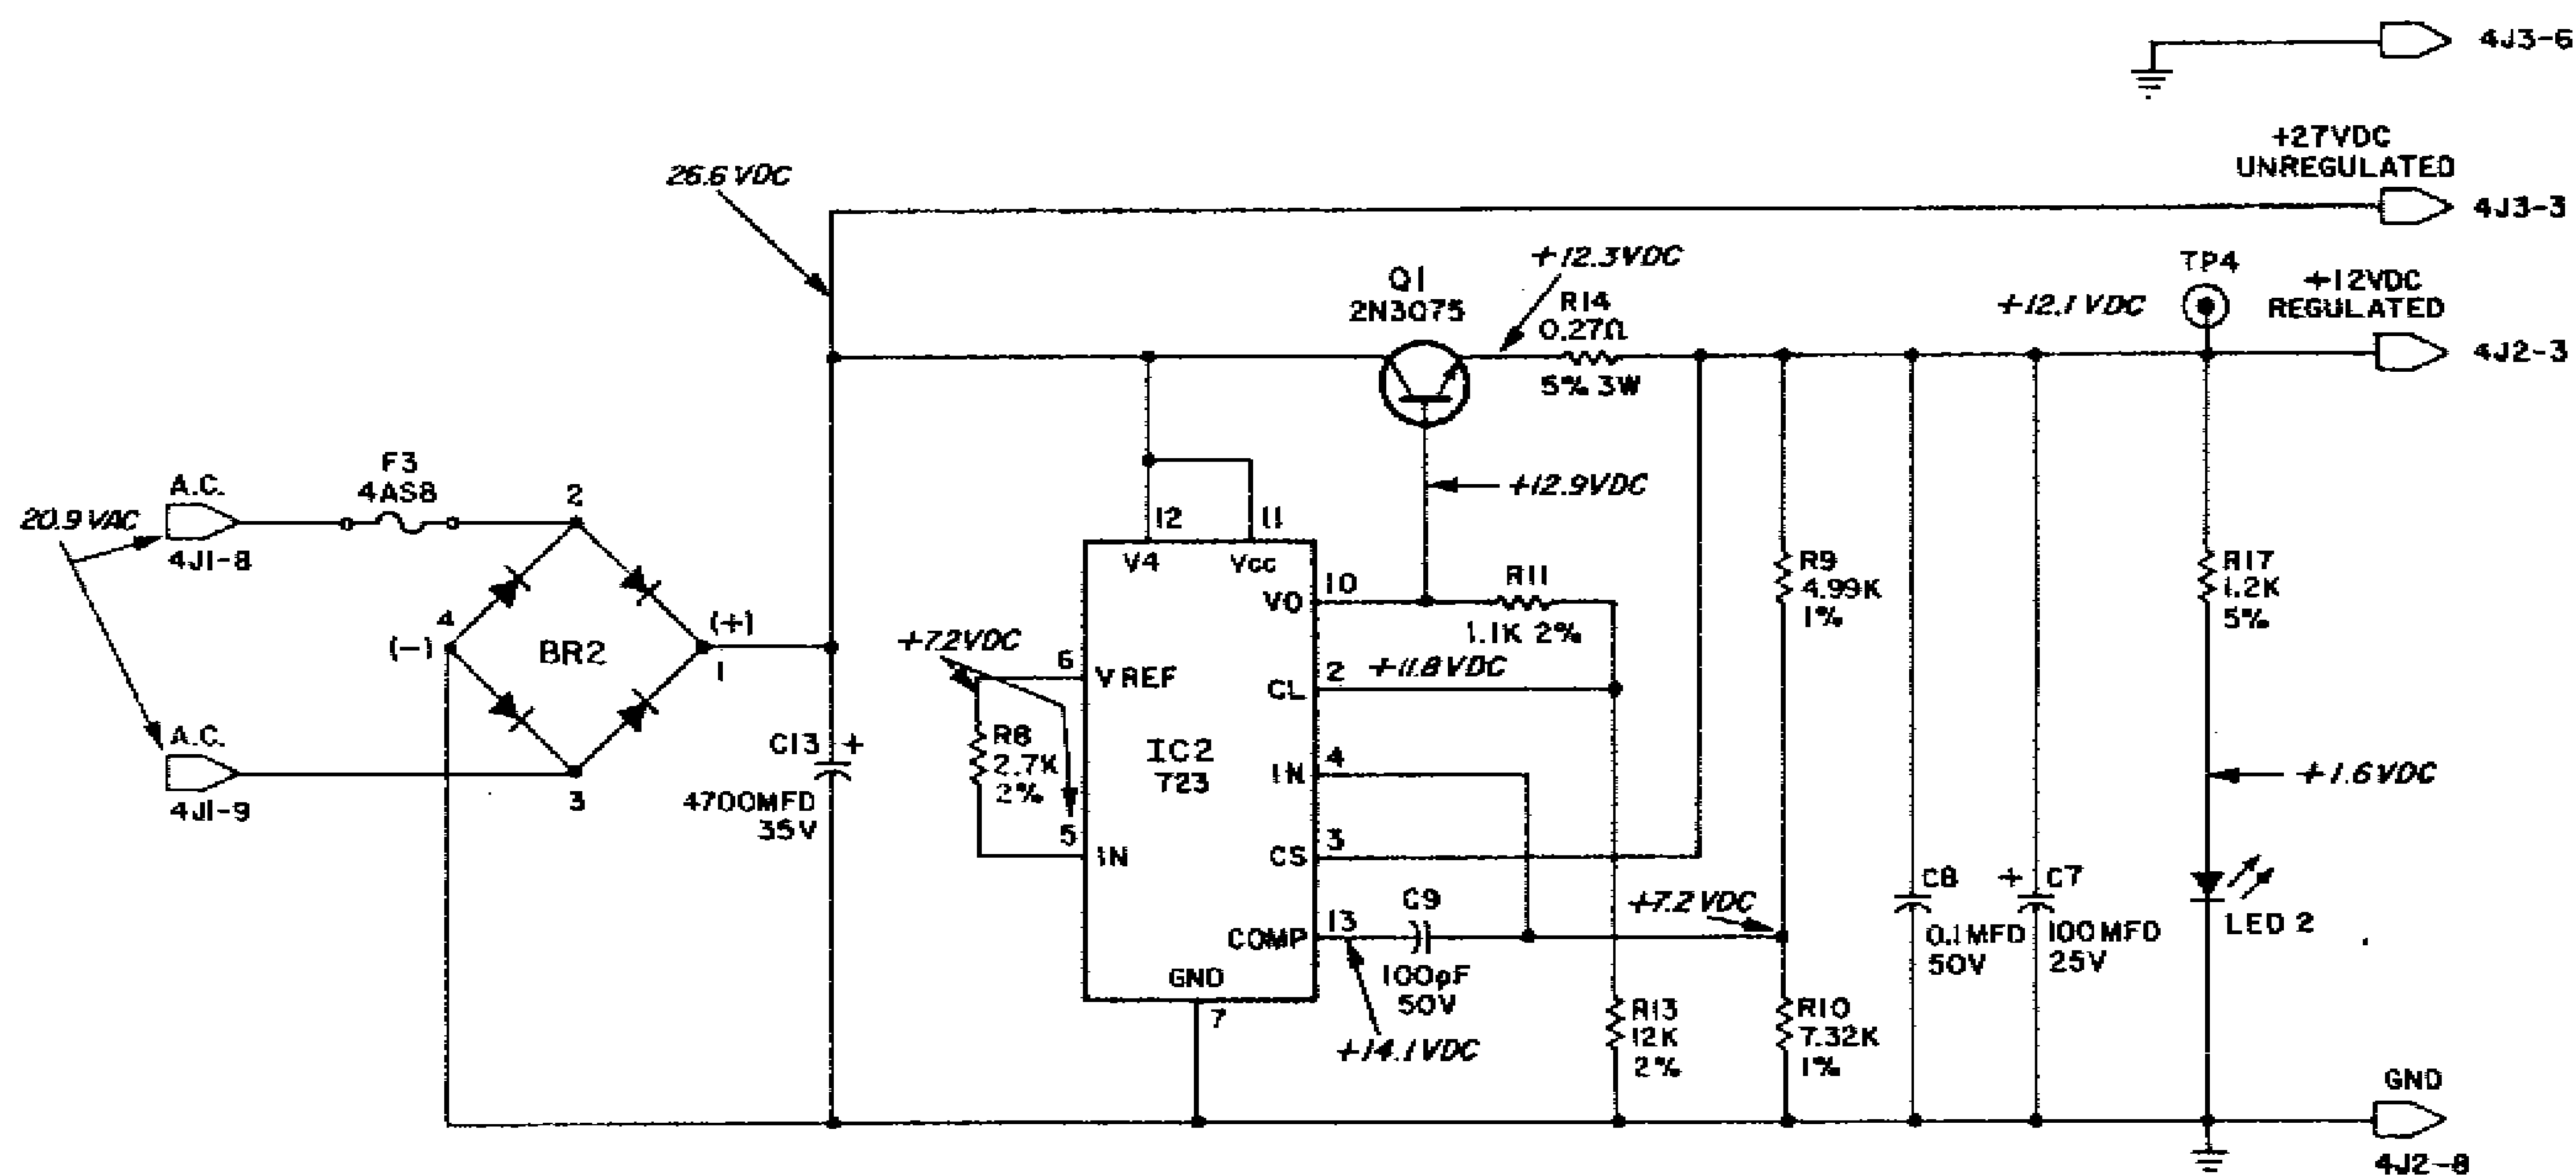 4J3-6
+27VDC
UNREGULATED
4J3-3
26.6 VDC
+12.3VDC
Q1
2N3075
R14
0.27Ω
5% 3W
TP4
+12VDC
REGULATED
+12.1 VDC
4J2-3
F3
4AS8
A.C.
20.9 VAC
4J1-8
2
4
(-)
BR2
(+)
1
3
A.C.
4J1-9
C13 +
4700MFD
35V
+12.9VDC
12
11
V4
Vcc
10
VO
R11
1.1K 2%
+7.2VDC
6
VREF
2
CL
+11.8 VDC
R8
2.7K
2%
IC2
723
4
IN
5
IN
3
CS
13
COMP
C9
100pF
50V
+14.1VDC
GND
7
+7.2 VDC
R9
4.99K
1%
R13
12K
2%
R10
7.32K
1%
C8
0.1MFD
50V
+ C7
100MFD
25V
R17
1.2K
5%
+1.6 VDC
LED 2
GND
4J2-8